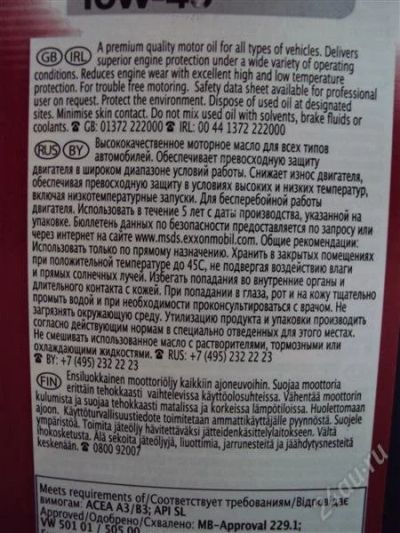 10W-40
GB IRL A premium quality motor oil for all types of vehicles. Delivers
superior engine protection under a wide variety of operating
conditions. Reduces engine wear with excellent high and low temperature
protection. For trouble free motoring. Safety data sheet available for professional
user on request. Protect the environment. Dispose of used oil at designated
sites. Minimise skin contact. Do not mix used oil with solvents, brake fluids or
coolants. ☎ GB: 01372 222000 ☎ IRL: 00 44 1372 222000
RUS BY Высококачественное моторное масло для всех типов
автомобилей. Обеспечивает превосходную защиту
двигателя в широком диапазоне условий работы. Снижает износ двигателя,
обеспечивая превосходную защиту в условиях высоких и низких температур,
включая низкотемпературные запуски. Для бесперебойной работы
двигателя. Использовать в течение 5 лет с даты производства, указанной на
упаковке. Бюллетень данных по безопасности предоставляется по запросу или
через интернет на сайте www.msds.exxonmobil.com. Общие рекомендации:
Использовать только по прямому назначению. Хранить в закрытых помещениях
при положительной температуре до 45С, не подвергая воздействию влаги
и прямых солнечных лучей. Избегать попадания во внутренние органы и
длительного контакта с кожей. При попадании в глаза, рот и на кожу тщательно
промыть водой и при необходимости проконсультироваться с врачом. Не
загрязнять окружающую среду. Утилизацию продукта и упаковки производить
согласно действующим нормам в специально отведенных для этого местах.
Не смешивать использованное масло с растворителями, тормозными или
охлаждающими жидкостями. ☎ RUS: +7 (495) 232 22 23
☎ BY: +7 (495) 232 22 23
FIN Ensiluokkainen moottoriöljy kaikkiin ajoneuvoihin. Suojaa moottoria
erittäin tehokkaasti vaihtelevissa käyttöolosuhteissa. Vähentää moottorin
kulumista ja suojaa tehokkaasti matalissa ja korkeissa lämpötiloissa. Huolettomaan
ajoon. Käyttöturvallisuustiedote toimitetaan ammattikäyttäjälle pyynnöstä. Suojele
ympäristöä. Toimita jäteöljy hävitettäväksi jätteidenkäsittelylaitokseen. Vältä
ihokosketusta. Älä sekoita jäteöljyä, liuottimia, jarrunesteitä ja jäähdytysnesteitä
keskenään. ☎ 0800 92007
Meets requirements of/Соответствует требованиям/Відповідає
вимогам: ACEA A3/B3; API SL
Approved/Одобрено/Схвалено: MB-Approval 229.1;
VW 501 01 / 505 00
24au.ru